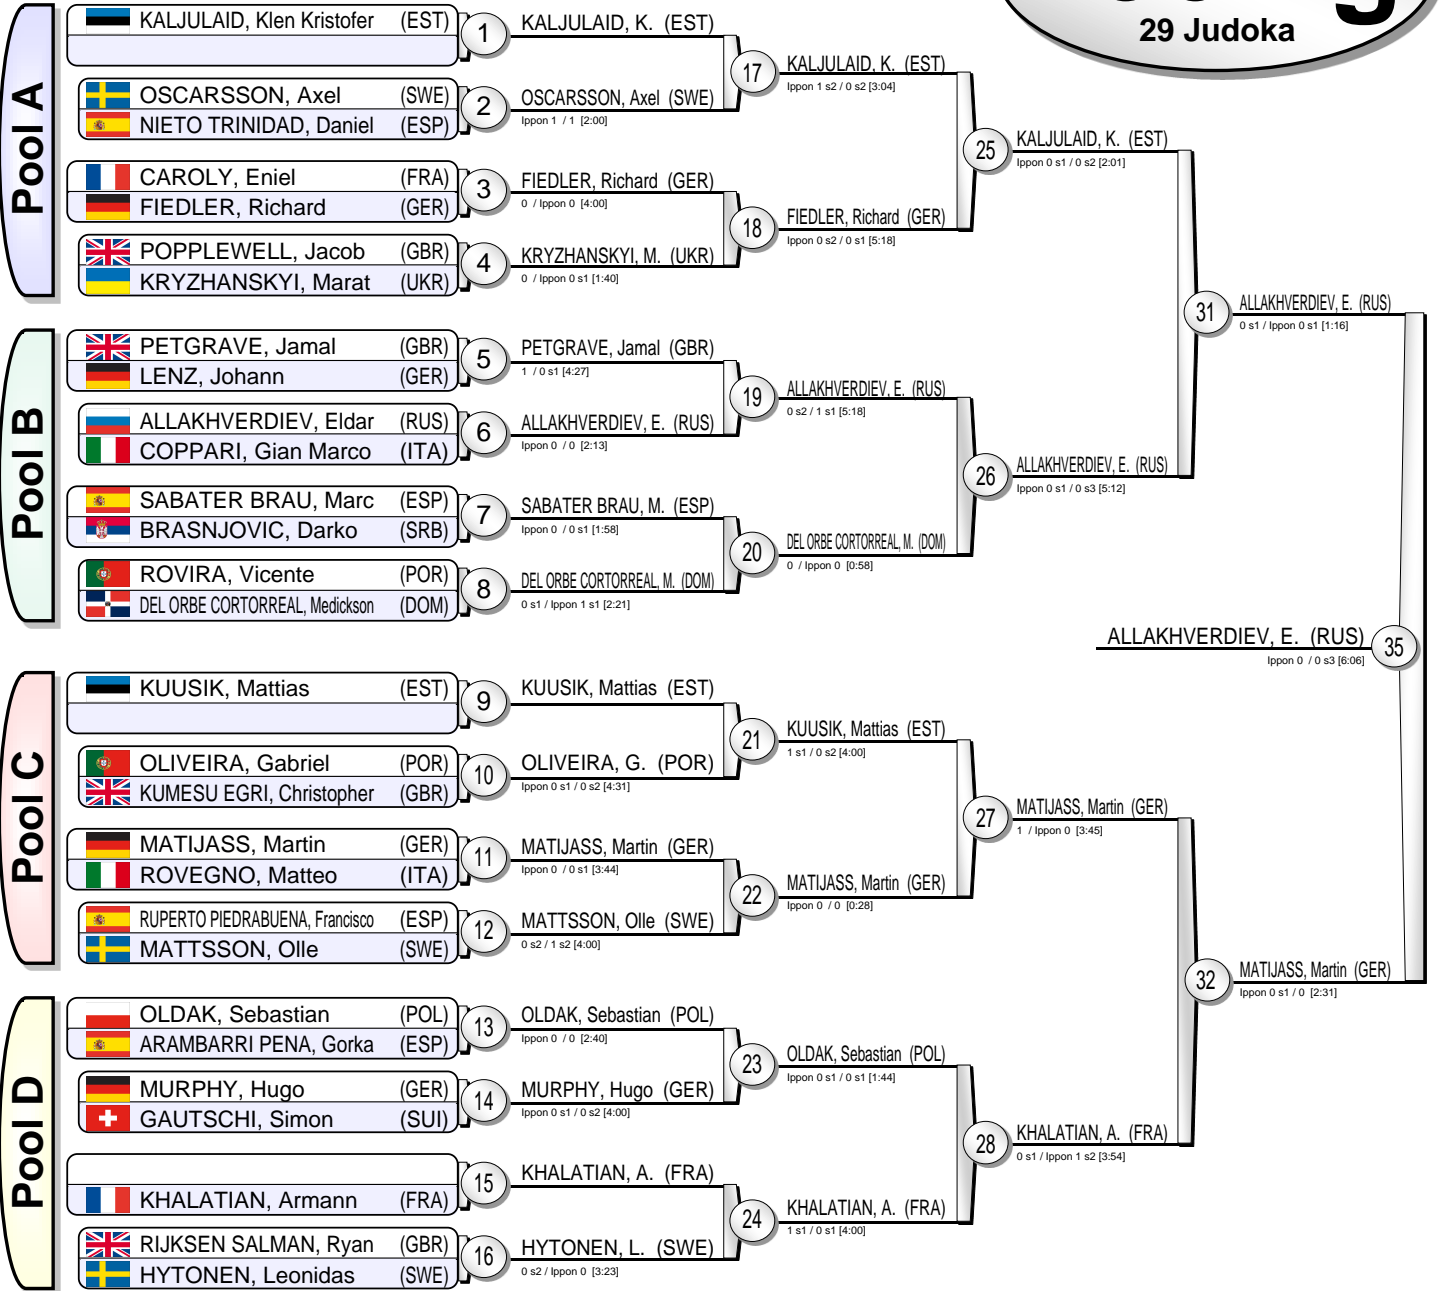 29 Judoka
Pool A
KALJULAID, Klen Kristofer (EST)
1
OSCARSSON, Axel (SWE)
NIETO TRINIDAD, Daniel (ESP)
2
CAROLY, Eniel (FRA)
FIEDLER, Richard (GER)
3
POPPLEWELL, Jacob (GBR)
KRYZHANSKYI, Marat (UKR)
4
KALJULAID, K. (EST)
OSCARSSON, Axel (SWE)
Ippon 1 / 1 [2:00]
17
FIEDLER, Richard (GER)
0 / Ippon 0 [4:00]
KRYZHANSKYI, M. (UKR)
0 / Ippon 0 s1 [1:40]
18
KALJULAID, K. (EST)
Ippon 1 s2 / 0 s2 [3:04]
FIEDLER, Richard (GER)
Ippon 0 s2 / 0 s1 [5:18]
25
KALJULAID, K. (EST)
Ippon 0 s1 / 0 s2 [2:01]
Pool B
PETGRAVE, Jamal (GBR)
LENZ, Johann (GER)
5
ALLAKHVERDIEV, Eldar (RUS)
COPPARI, Gian Marco (ITA)
6
SABATER BRAU, Marc (ESP)
BRASNJOVIC, Darko (SRB)
7
ROVIRA, Vicente (POR)
DEL ORBE CORTORREAL, Medickson (DOM)
8
PETGRAVE, Jamal (GBR)
1 / 0 s1 [4:27]
ALLAKHVERDIEV, E. (RUS)
Ippon 0 / 0 [2:13]
19
SABATER BRAU, M. (ESP)
Ippon 0 / 0 s1 [1:58]
DEL ORBE CORTORREAL, M. (DOM)
0 s1 / Ippon 1 s1 [2:21]
20
ALLAKHVERDIEV, E. (RUS)
0 s2 / 1 s1 [5:18]
DEL ORBE CORTORREAL, M. (DOM)
0 / Ippon 0 [0:58]
26
ALLAKHVERDIEV, E. (RUS)
Ippon 0 s1 / 0 s3 [5:12]
31
ALLAKHVERDIEV, E. (RUS)
0 s1 / Ippon 0 s1 [1:16]
ALLAKHVERDIEV, E. (RUS)
Ippon 0 / 0 s3 [6:06]
35
Pool C
KUUSIK, Mattias (EST)
9
OLIVEIRA, Gabriel (POR)
KUMESU EGRI, Christopher (GBR)
10
MATIJASS, Martin (GER)
ROVEGNO, Matteo (ITA)
11
RUPERTO PIEDRABUENA, Francisco (ESP)
MATTSSON, Olle (SWE)
12
KUUSIK, Mattias (EST)
OLIVEIRA, G. (POR)
Ippon 0 s1 / 0 s2 [4:31]
21
MATIJASS, Martin (GER)
Ippon 0 / 0 s1 [3:44]
MATTSSON, Olle (SWE)
0 s2 / 1 s2 [4:00]
22
KUUSIK, Mattias (EST)
1 s1 / 0 s2 [4:00]
MATIJASS, Martin (GER)
Ippon 0 / 0 [0:28]
27
MATIJASS, Martin (GER)
1 / Ippon 0 [3:45]
Pool D
OLDAK, Sebastian (POL)
ARAMBARRI PENA, Gorka (ESP)
13
MURPHY, Hugo (GER)
GAUTSCHI, Simon (SUI)
14
KHALATIAN, Armann (FRA)
15
RIJKSEN SALMAN, Ryan (GBR)
HYTONEN, Leonidas (SWE)
16
OLDAK, Sebastian (POL)
Ippon 0 / 0 [2:40]
MURPHY, Hugo (GER)
Ippon 0 s1 / 0 s2 [4:00]
23
KHALATIAN, A. (FRA)
HYTONEN, L. (SWE)
0 s2 / Ippon 0 [3:23]
24
OLDAK, Sebastian (POL)
Ippon 0 s1 / 0 s1 [1:44]
KHALATIAN, A. (FRA)
1 s1 / 0 s1 [4:00]
28
KHALATIAN, A. (FRA)
0 s1 / Ippon 1 s2 [3:54]
32
MATIJASS, Martin (GER)
Ippon 0 s1 / 0 [2:31]